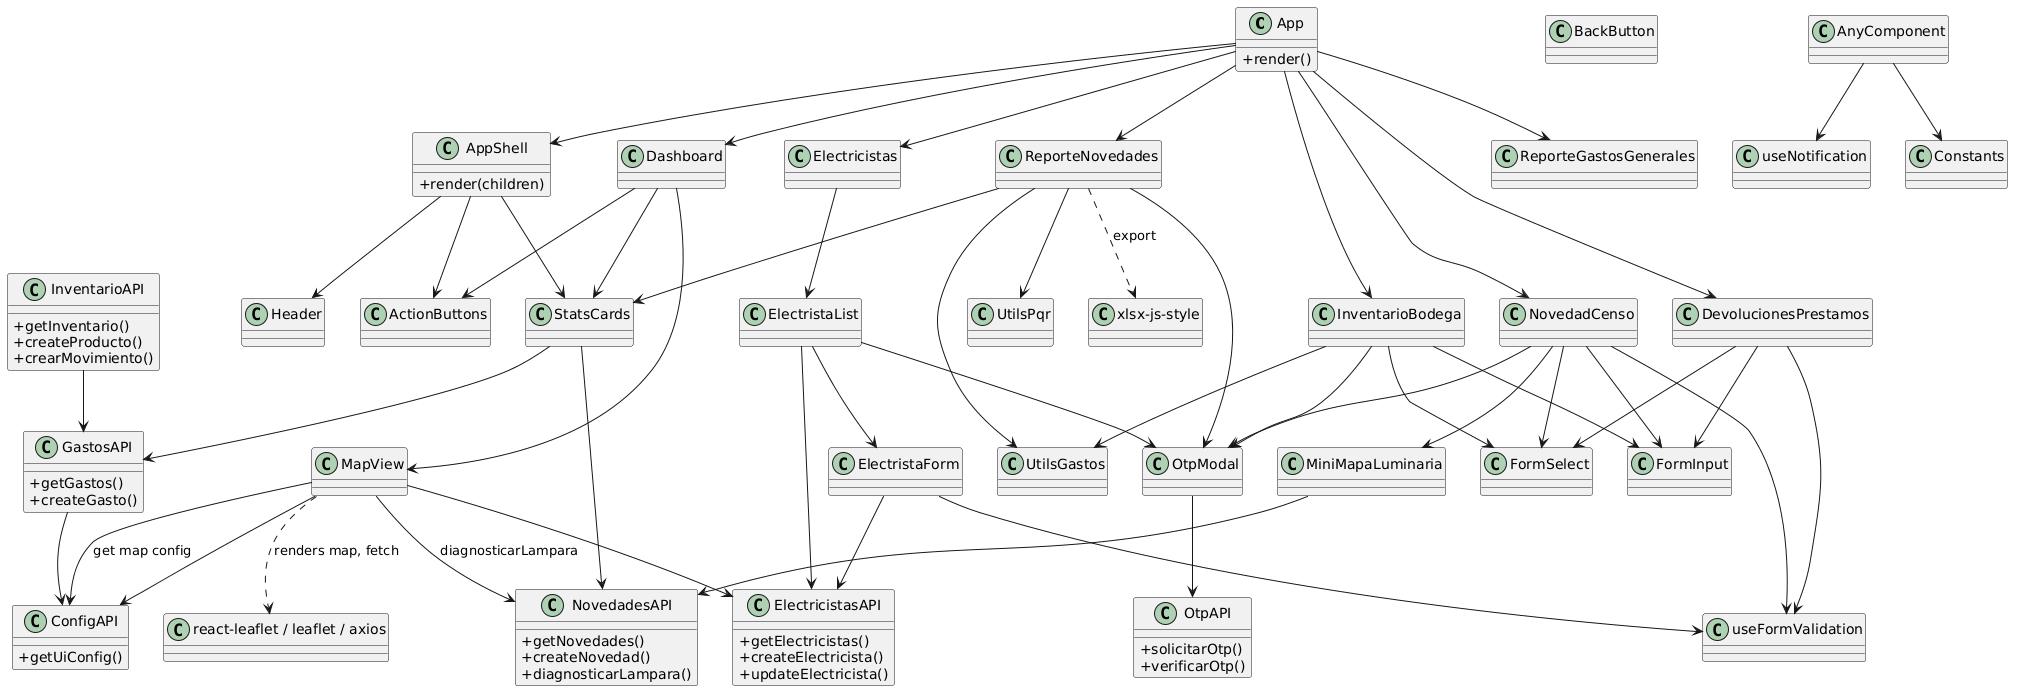 C App
+render()
C BackButton
C AnyComponent
C AppShell
+render(children)
C Dashboard
C Electricistas
C ReporteNovedades
C ReporteGastosGenerales
C useNotification
C Constants
export
C InventarioAPI
+getInventario()
+createProducto()
+crearMovimiento()
C Header
C ActionButtons
C StatsCards
C ElectristaList
C UtilsPqr
C xlsx-js-style
C InventarioBodega
C NovedadCenso
C DevolucionesPrestamos
C GastosAPI
+getGastos()
+createGasto()
C MapView
C ElectristaForm
C UtilsGastos
C OtpModal
C MiniMapaLuminaria
C FormSelect
C FormInput
get map config
renders map, fetch
diagnosticarLampara
C ConfigAPI
+getUiConfig()
C react-leaflet / leaflet / axios
C NovedadesAPI
+getNovedades()
+createNovedad()
+diagnosticarLampara()
C ElectricistasAPI
+getElectricistas()
+createElectricista()
+updateElectricista()
C OtpAPI
+solicitarOtp()
+verificarOtp()
C useFormValidation